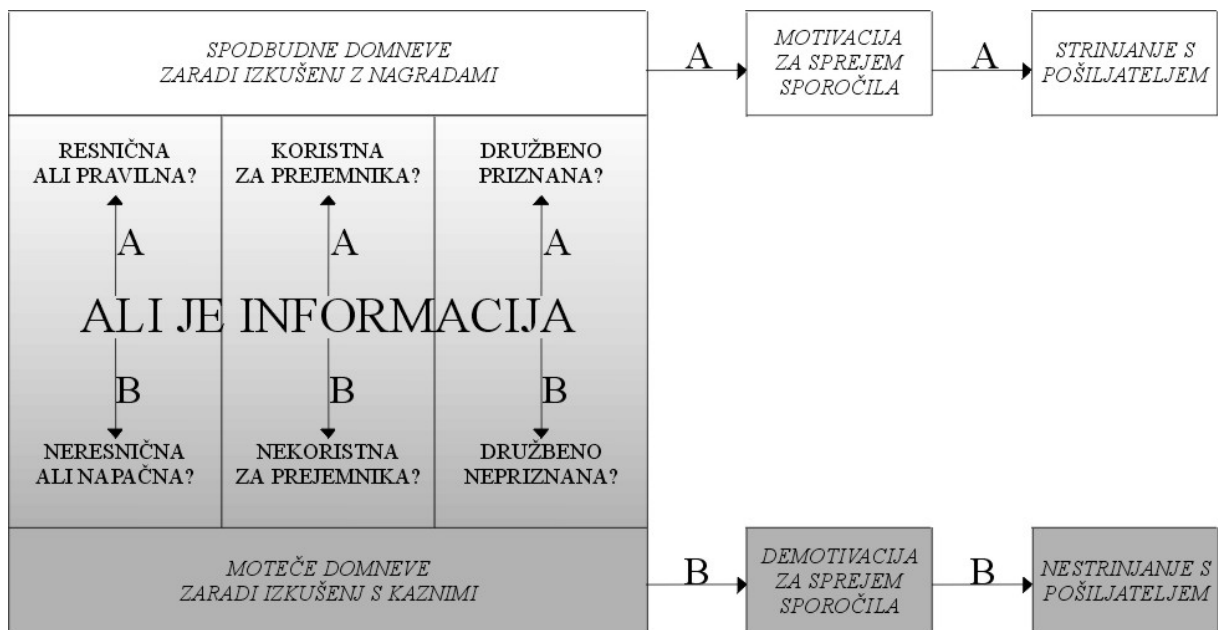 SPODBUDNE DOMNEVE
ZARADI IZKUŠENJ Z NAGRADAMI
A
MOTIVACIJA
ZA SPREJEM
SPOROČILA
A
STRINJANJE S
POŠILJATELJEM
RESNIČNA
ALI PRAVILNA?
KORISTNA
ZA PREJEMNIKA?
DRUŽBENO
PRIZNANA?
A
A
A
ALI JE INFORMACIJA
B
B
B
NERESNIČNA
ALI NAPAČNA?
NEKORISTNA
ZA PREJEMNIKA?
DRUŽBENO
NEPRIZNANA?
MOTEČE DOMNEVE
ZARADI IZKUŠENJ S KAZNIMI
B
DEMOTIVACIJA
ZA SPREJEM
SPOROČILA
B
NESTRINJANJE S
POŠILJATELJEM